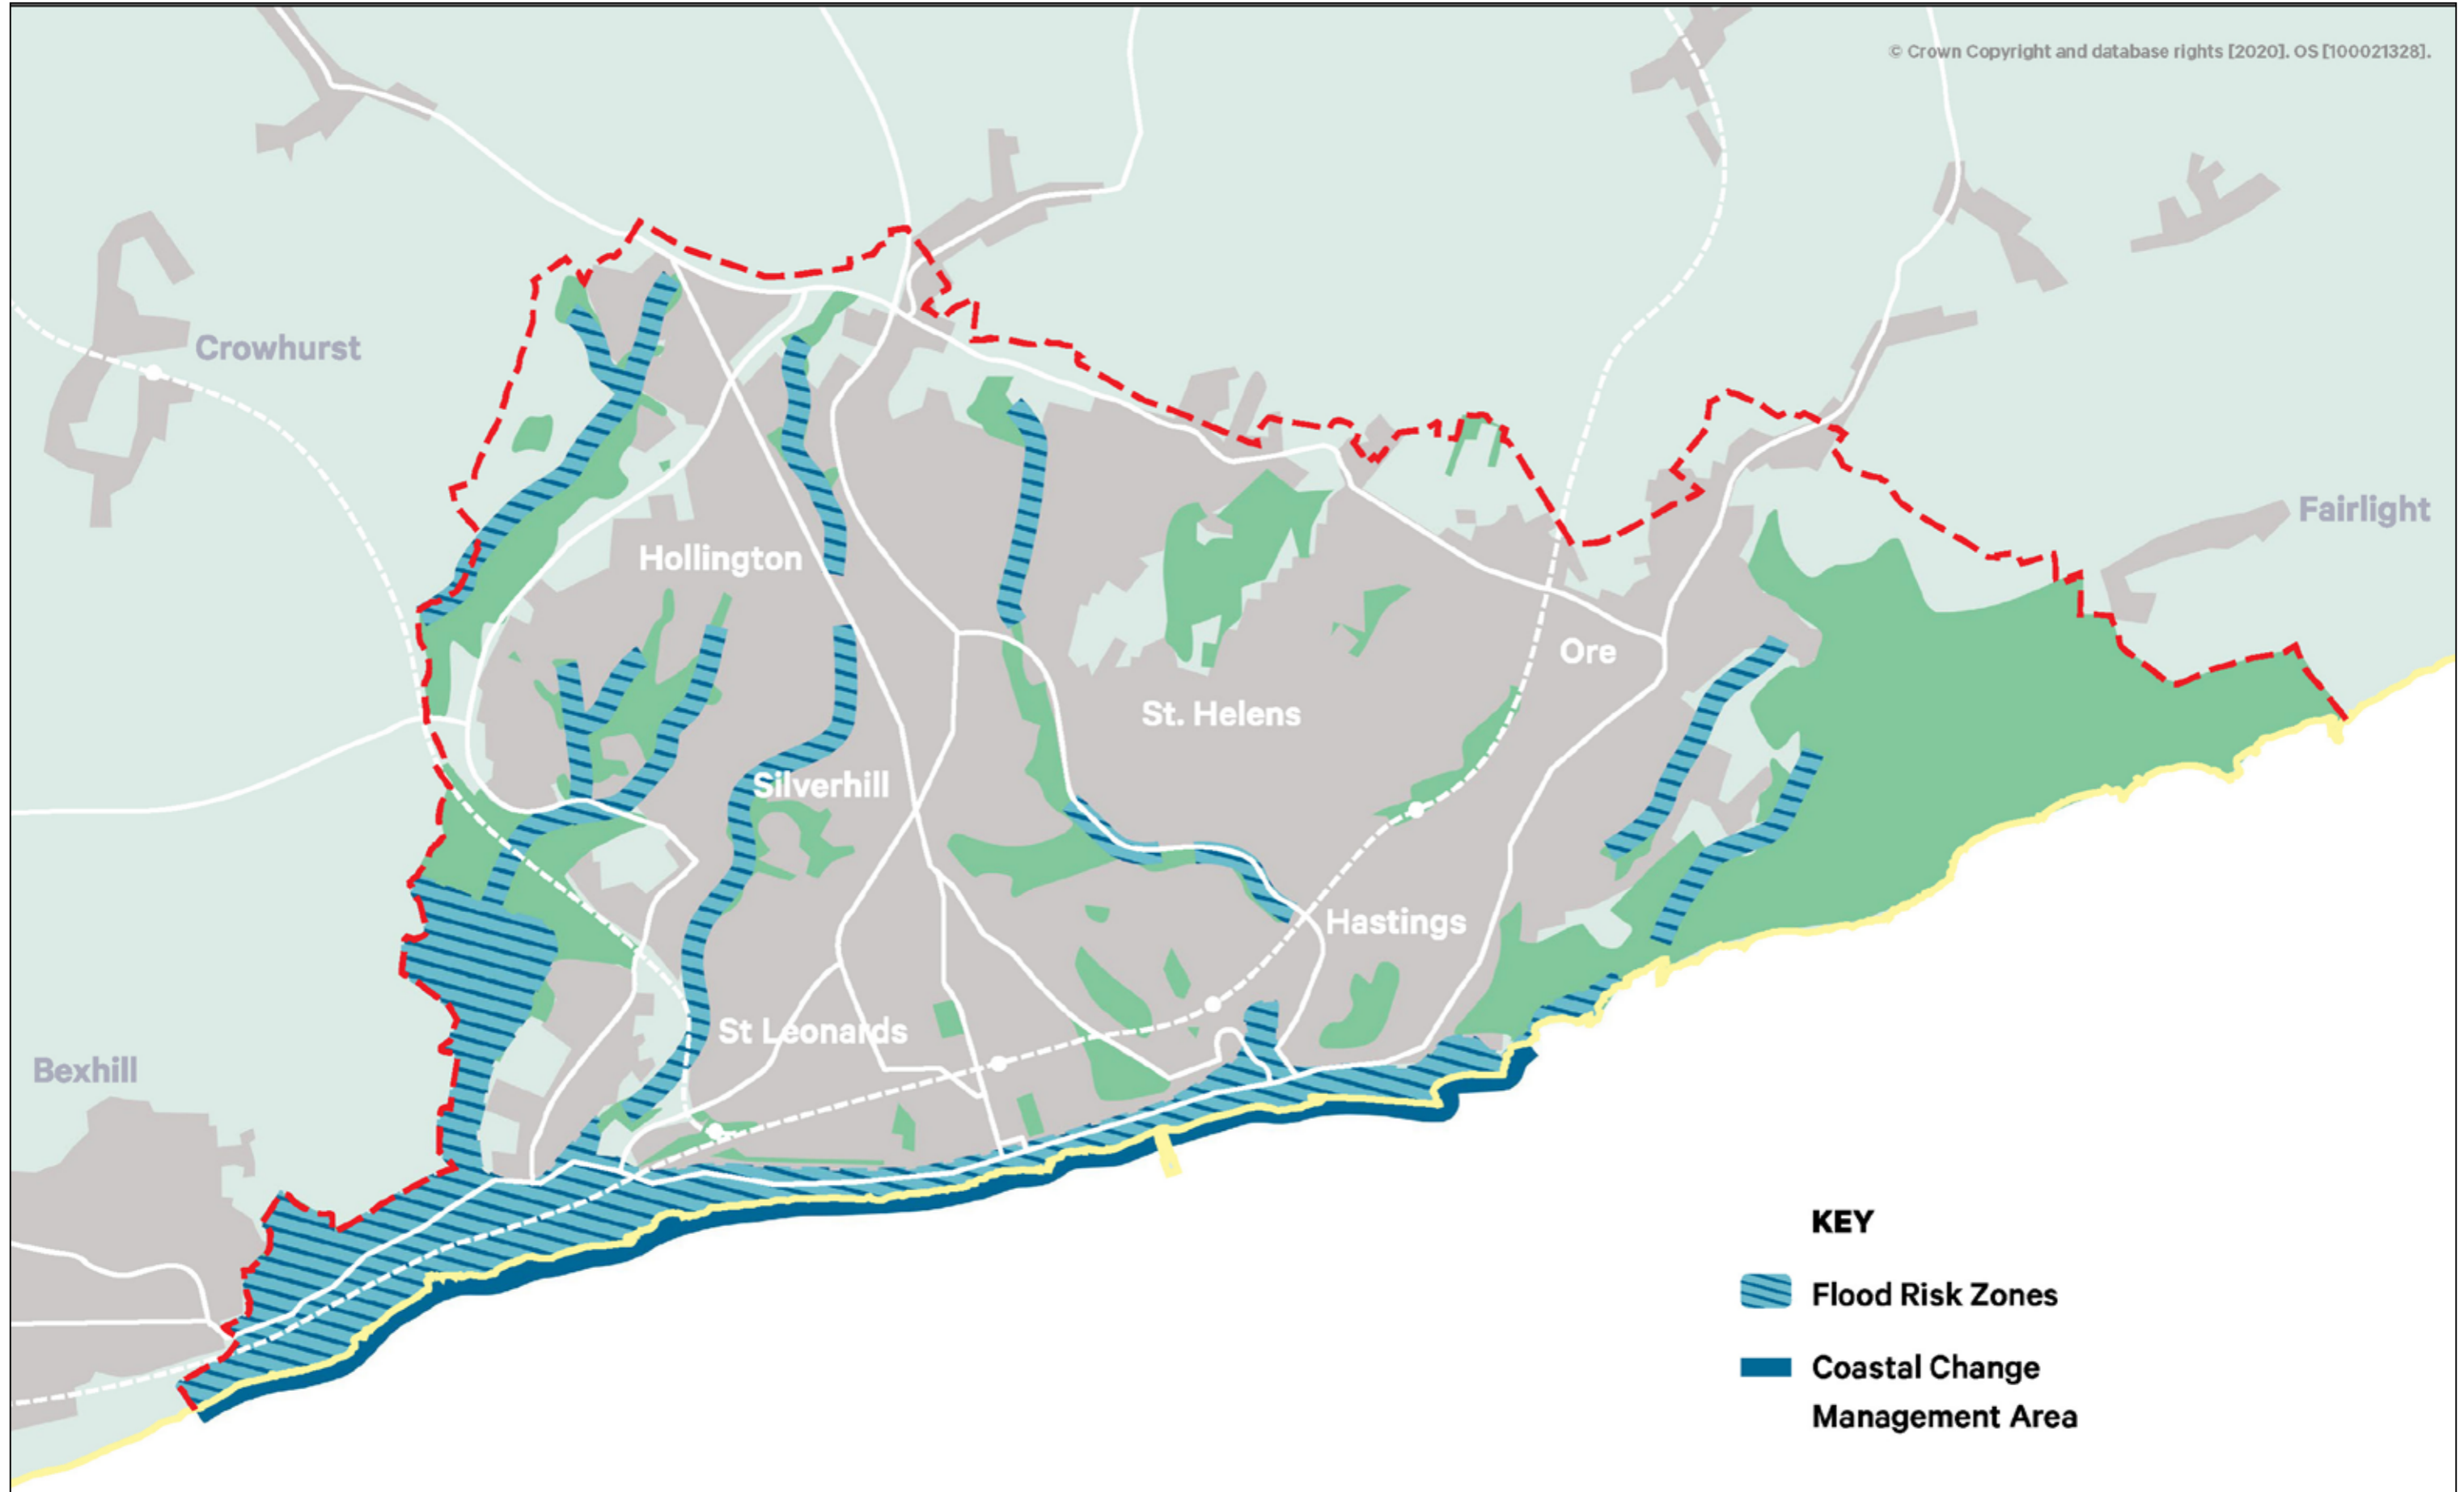 © Crown Copyright and database rights [2020]. OS [100021328].
Crowhurst
Fairlight
Hollington
Ore
St. Helens
Silverhill
Hastings
St Leonards
Bexhill
KEY
Flood Risk Zones
Coastal Change
Management Area